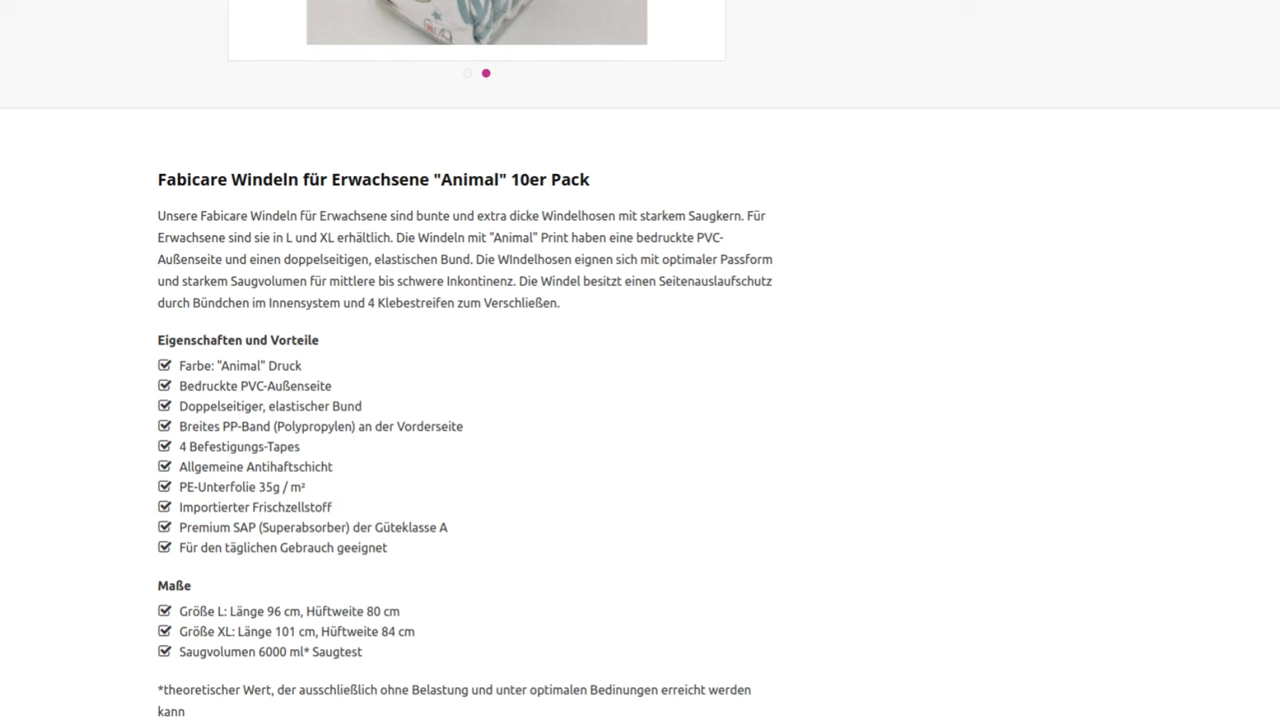 Fabicare Windeln für Erwachsene "Animal" 10er Pack
Unsere Fabicare Windeln für Erwachsene sind bunte und extra dicke Windelhosen mit starkem Saugkern. Für
Erwachsene sind sie in L und XL erhältlich. Die Windeln mit "Animal" Print haben eine bedruckte PVC-
Außenseite und einen doppelseitigen, elastischen Bund. Die WIndelhosen eignen sich mit optimaler Passform
und starkem Saugvolumen für mittlere bis schwere Inkontinenz. Die Windel besitzt einen Seitenauslaufschutz
durch Bündchen im Innensystem und 4 Klebestreifen zum Verschließen.
Eigenschaften und Vorteile
Farbe: "Animal" Druck
Bedruckte PVC-Außenseite
Doppelseitiger, elastischer Bund
Breites PP-Band (Polypropylen) an der Vorderseite
4 Befestigungs-Tapes
Allgemeine Antihaftschicht
PE-Unterfolie 35g / m²
Importierter Frischzellstoff
Premium SAP (Superabsorber) der Güteklasse A
Für den täglichen Gebrauch geeignet
Maße
Größe L: Länge 96 cm, Hüftweite 80 cm
Größe XL: Länge 101 cm, Hüftweite 84 cm
Saugvolumen 6000 ml* Saugtest
*theoretischer Wert, der ausschließlich ohne Belastung und unter optimalen Bedinungen erreicht werden
kann